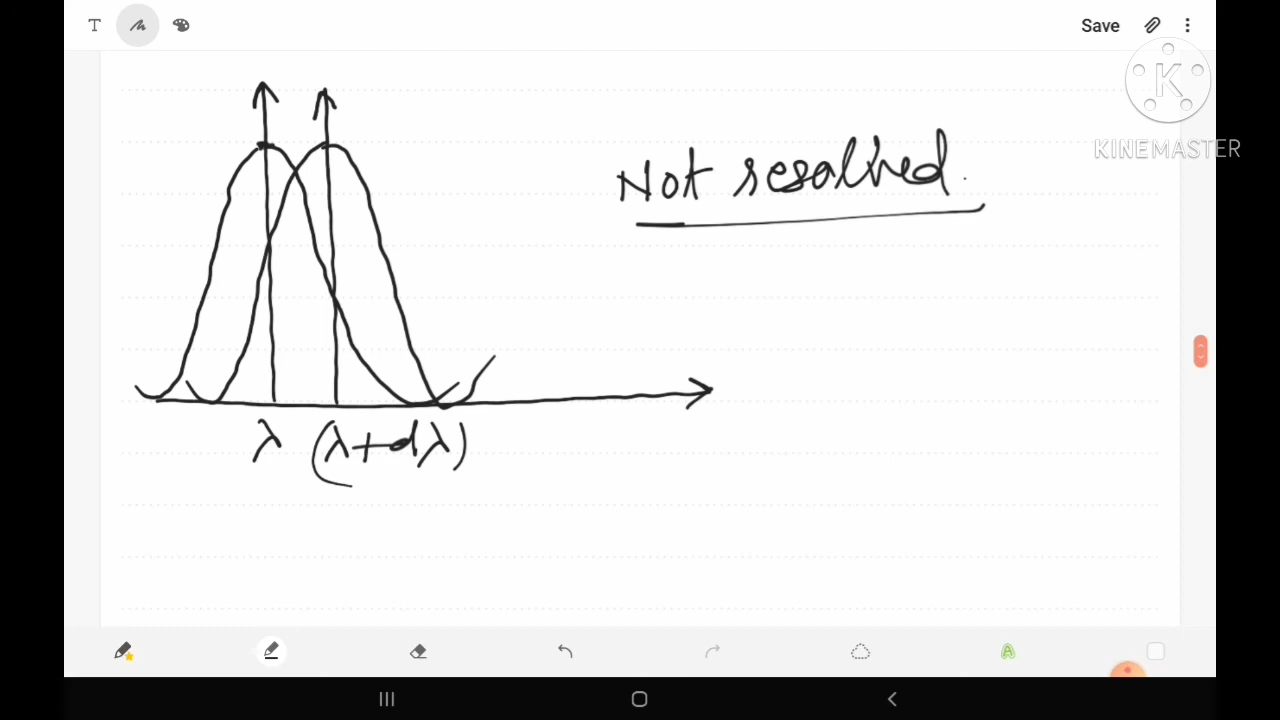 T
Save
K
KINEMASTER
Not resolved.
λ (λ+dλ)
A